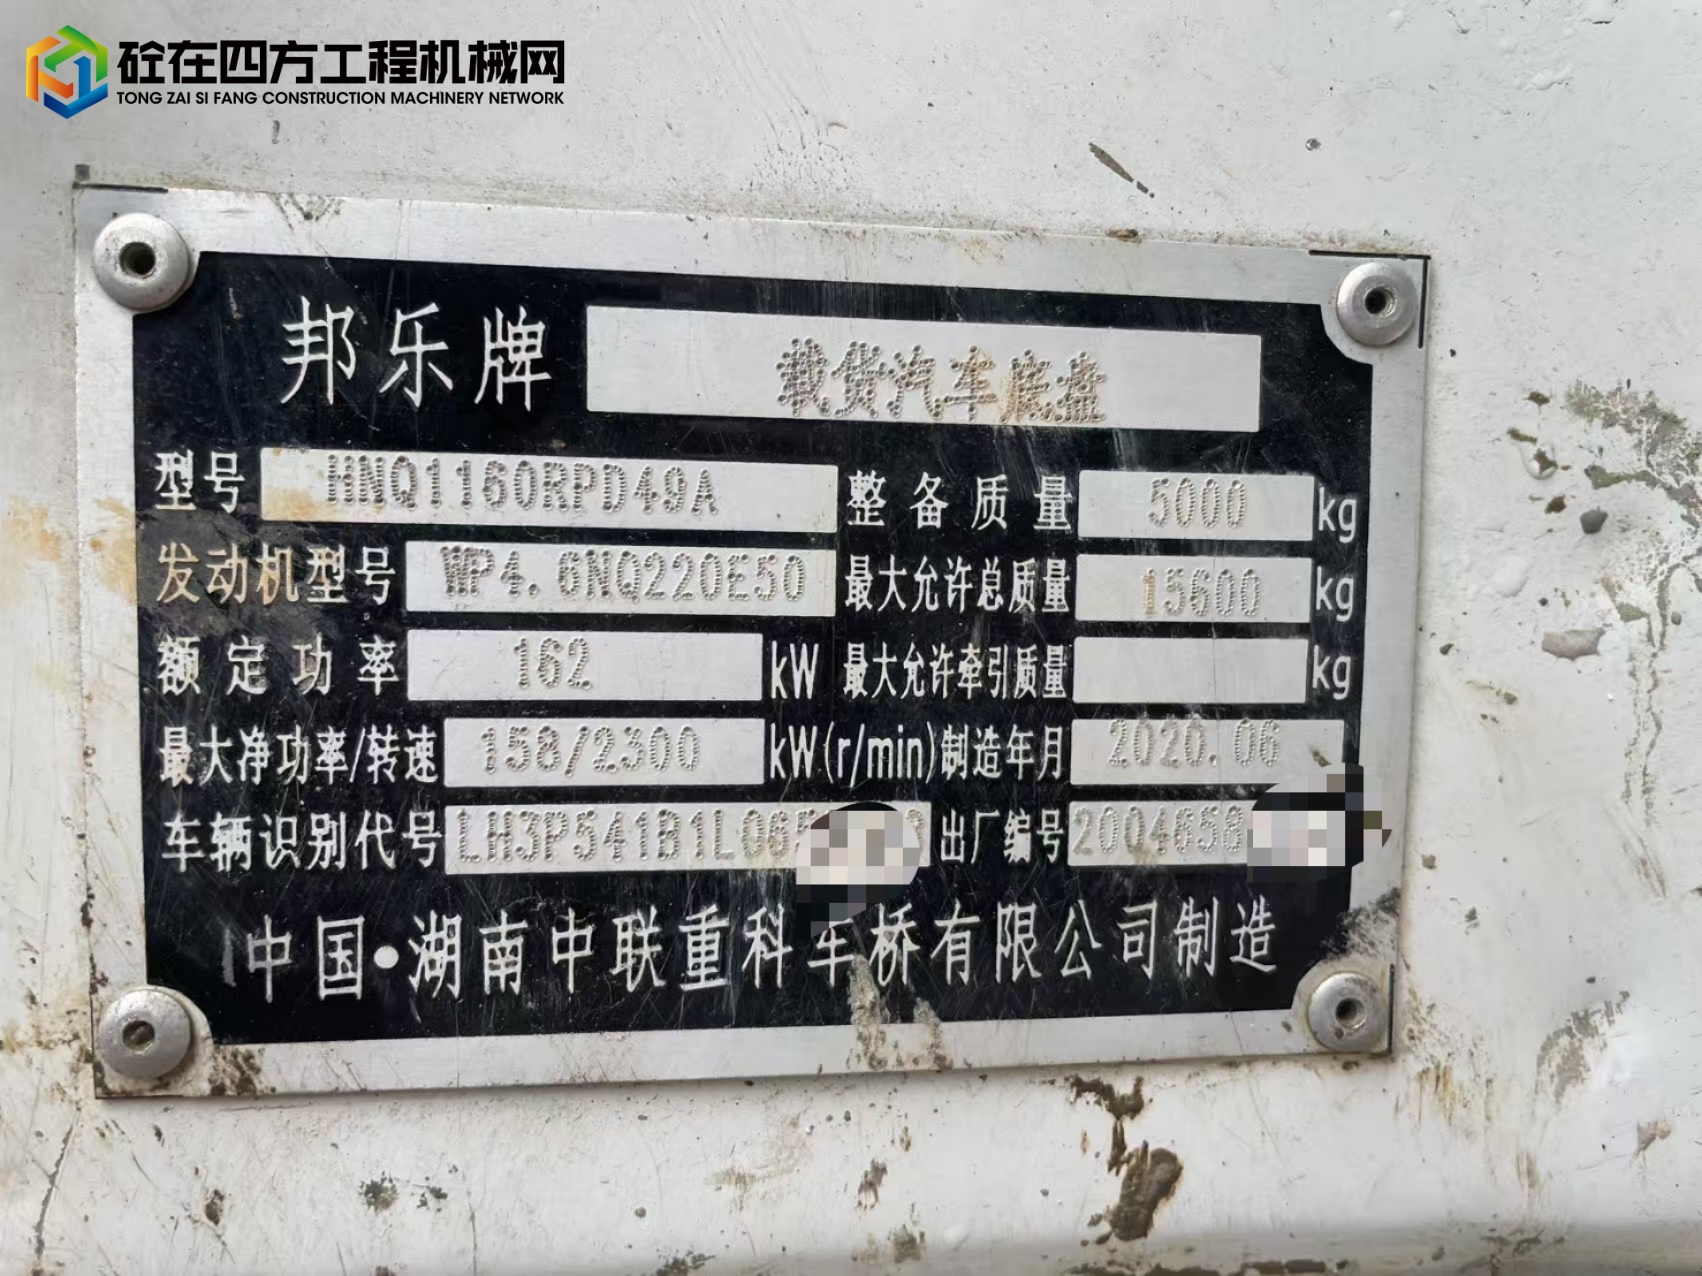 砼在四方工程机械网
TONG ZAI SI FANG CONSTRUCTION MACHINERY NETWORK
邦乐牌 载货汽车底盘
型号 HNQ1160RPD49A 整备质量 5000 kg
发动机型号 WP4.6NQ220E50 最大允许总质量 15600 kg
额定功率 162 kW 最大允许牵引质量 kg
最大净功率/转速 158/2300 kW(r/min) 制造年月 2020.06
车辆识别代号 LH3P541B1L065 出厂编号 2004658
中国·湖南中联重科车桥有限公司制造